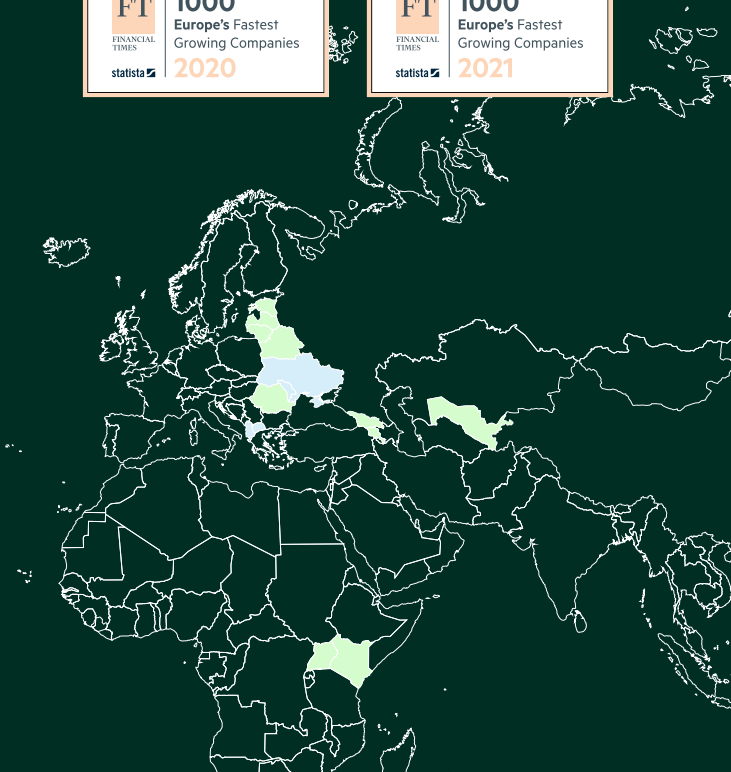 FT
1000
Europe's Fastest
Growing Companies
FINANCIAL
TIMES
statista
2020
FT
1000
Europe's Fastest
Growing Companies
FINANCIAL
TIMES
statista
2021